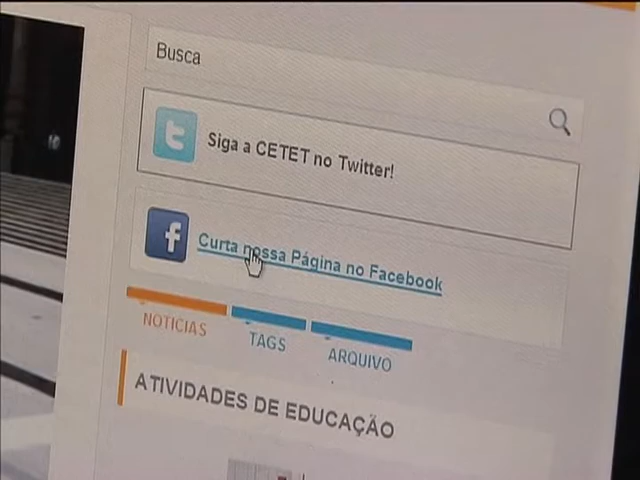 Busca
Siga a CETET no Twitter!
Curta nossa Página no Facebook
NOTICIAS
TAGS
ARQUIVO
ATIVIDADES DE EDUCAÇÃO